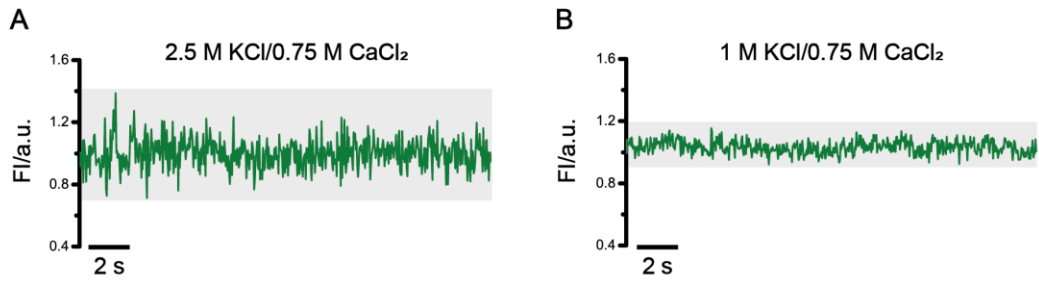 A
2.5 M KCl/0.75 M CaCl₂
FI/a.u.
1.6
1.2
0.8
0.4
2 s
B
1 M KCl/0.75 M CaCl₂
FI/a.u.
1.6
1.2
0.8
0.4
2 s